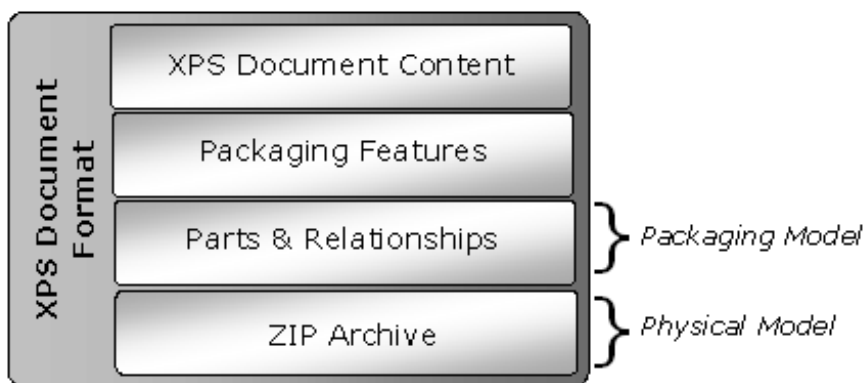 XPS Document
Format
XPS Document Content
Packaging Features
Parts & Relationships
Packaging Model
ZIP Archive
Physical Model